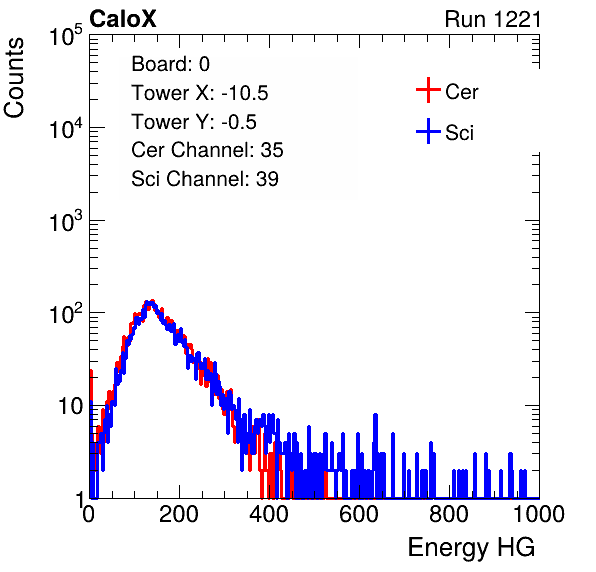 CaloX Run 1221
Counts
10^5
10^4
10^3
10^2
10
1
Board: 0
Tower X: -10.5
Tower Y: -0.5
Cer Channel: 35
Sci Channel: 39
Cer
Sci
0 200 400 600 800 1000
Energy HG